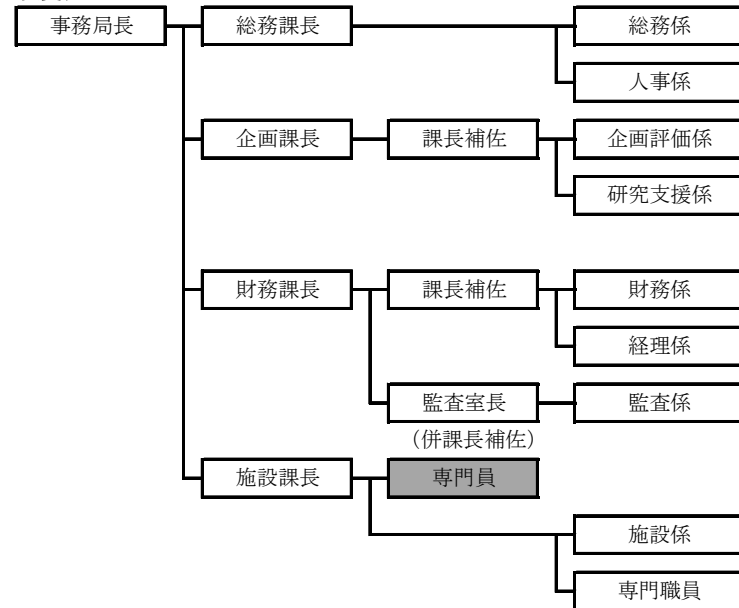 事務局長 総務課長 総務係
人事係
企画課長 課長補佐 企画評価係
研究支援係
財務課長 課長補佐 財務係
経理係
監査室長 監査係
（併課長補佐）
施設課長 専門員
施設係
専門職員